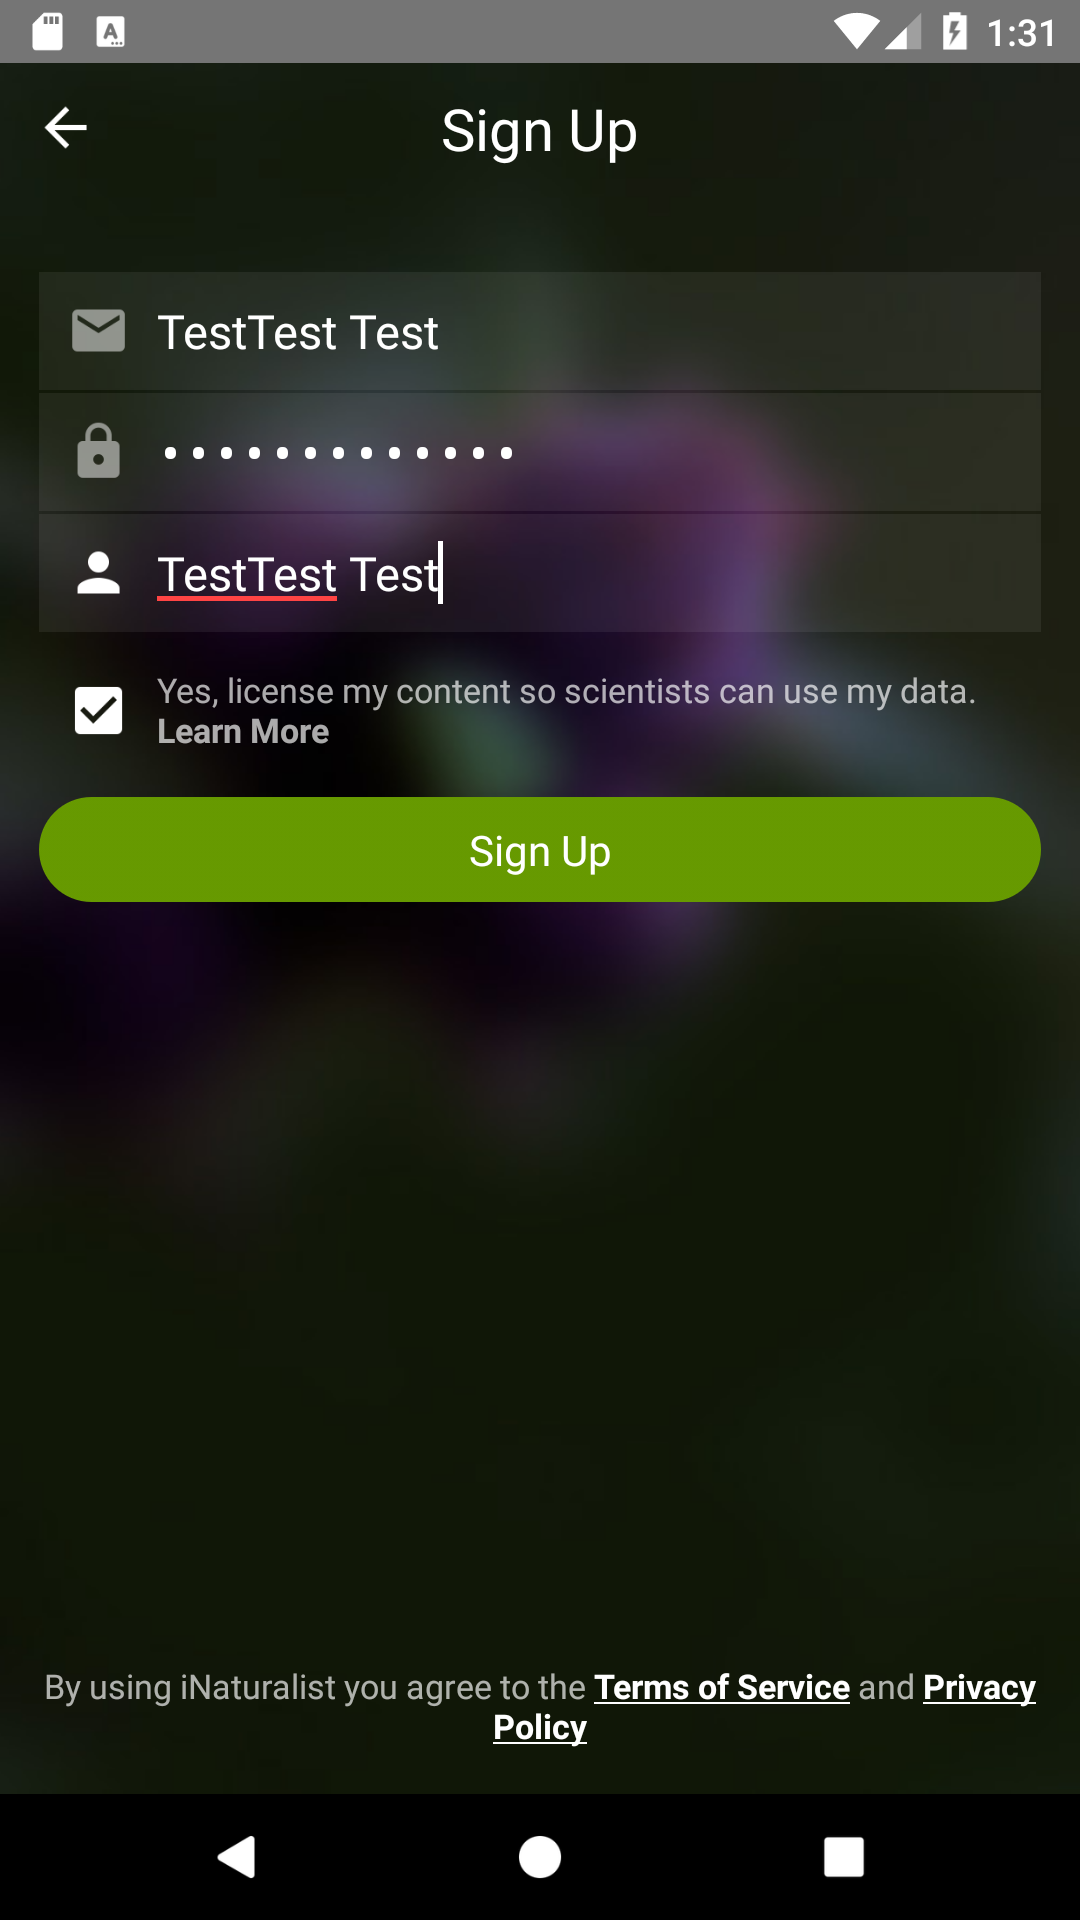 1:31
Sign Up
TestTest Test
•••••••••••••
TestTest Test
Yes, license my content so scientists can use my data.
Learn More
Sign Up
By using iNaturalist you agree to the Terms of Service and Privacy
Policy